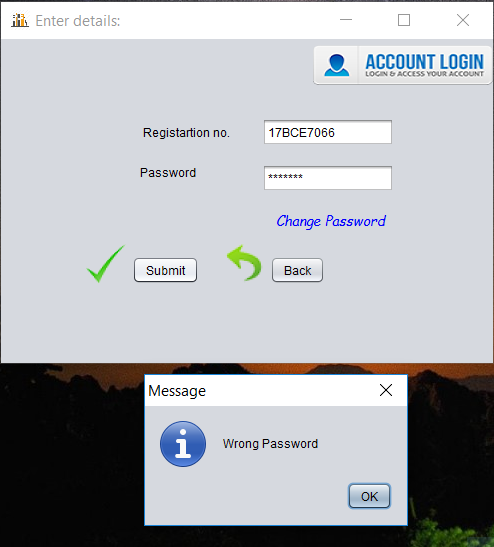 Enter details:
ACCOUNT LOGIN
LOGIN & ACCESS YOUR ACCOUNT
Registartion no.
17BCE7066
Password
*******
Change Password
Submit
Back
Message
Wrong Password
OK